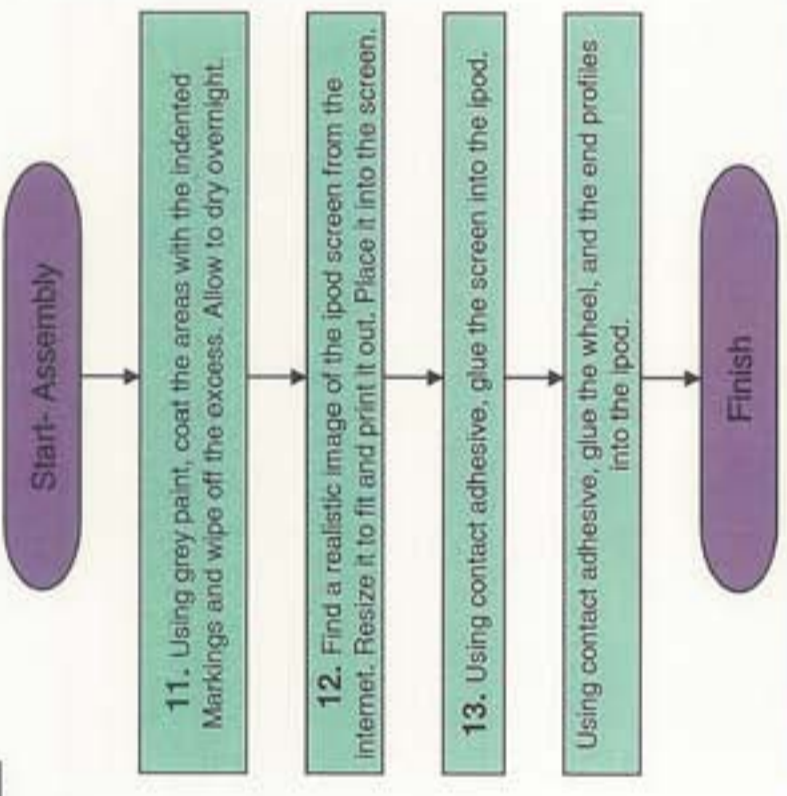 Start- Assembly
11. Using grey paint, coat the areas with the indented
Markings and wipe off the excess. Allow to dry overnight.
12. Find a realistic image of the ipod screen from the
internet. Resize it to fit and print it out. Place it into the screen.
13. Using contact adhesive, glue the screen into the ipod.
Using contact adhesive, glue the wheel, and the end profiles
into the ipod.
Finish